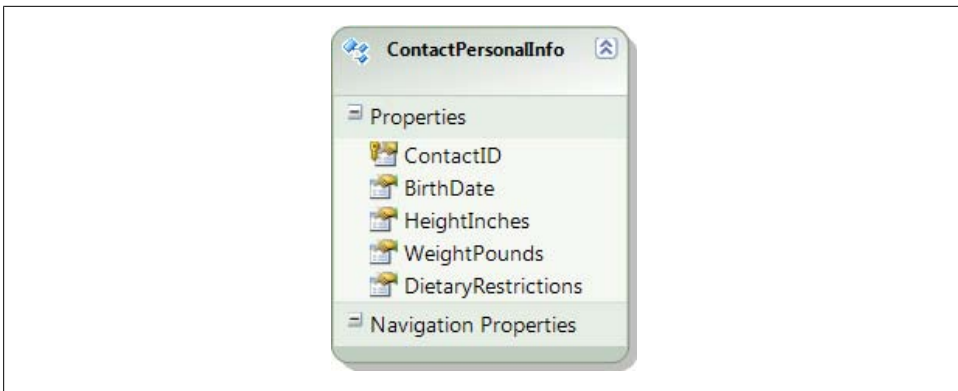 ContactPersonalInfo
Properties
ContactID
BirthDate
HeightInches
WeightPounds
DietaryRestrictions
Navigation Properties